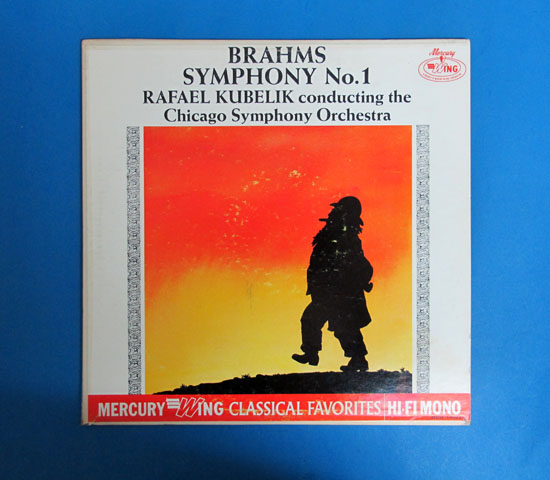 BRAHMS
SYMPHONY No.1
RAFAEL KUBELIK conducting the
Chicago Symphony Orchestra
Mercury
WING
MERCURY WING CLASSICAL FAVORITES HI-FI MONO